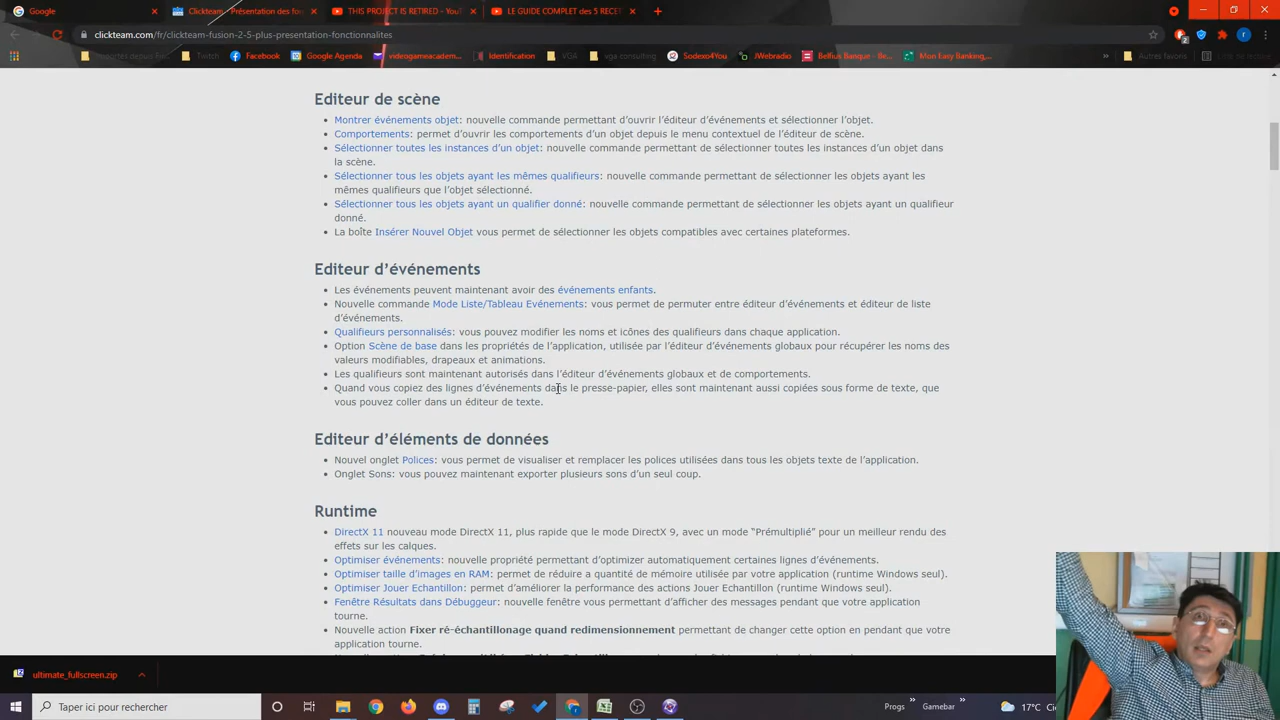 Google
Clickteam - Présentation des fon
THIS PROJECT IS RETIRED - YouT
LE GUIDE COMPLET des 5 RECET
clickteam.com/fr/clickteam-fusion-2-5-plus-presentation-fonctionnalites
Twitch
Facebook
Google Agenda
videogameacadem...
Identification
VGA
vga consulting
Sodexo4You
JWebradio
Belfius Banque - Be...
Mon Easy Banking,...
Autres favoris
Editeur de scène
Montrer événements objet: nouvelle commande permettant d'ouvrir l'éditeur d'événements et sélectionner l'objet.
Comportements: permet d'ouvrir les comportements d'un objet depuis le menu contextuel de l'éditeur de scène.
Sélectionner toutes les instances d'un objet: nouvelle commande permettant de sélectionner toutes les instances d'un objet dans
la scène.
Sélectionner tous les objets ayant les mêmes qualifieurs: nouvelle commande permettant de sélectionner les objets ayant les
mêmes qualifieurs que l'objet sélectionné.
Sélectionner tous les objets ayant un qualifier donné: nouvelle commande permettant de sélectionner les objets ayant un qualifieur
donné.
La boîte Insérer Nouvel Objet vous permet de sélectionner les objets compatibles avec certaines plateformes.
Editeur d'événements
Les événements peuvent maintenant avoir des événements enfants.
Nouvelle commande Mode Liste/Tableau Evénements: vous permet de permuter entre éditeur d'événements et éditeur de liste
d'événements.
Qualifieurs personnalisés: vous pouvez modifier les noms et icônes des qualifieurs dans chaque application.
Option Scène de base dans les propriétés de l'application, utilisée par l'éditeur d'événements globaux pour récupérer les noms des
valeurs modifiables, drapeaux et animations.
Les qualifieurs sont maintenant autorisés dans l'éditeur d'événements globaux et de comportements.
Quand vous copiez des lignes d'événements dans le presse-papier, elles sont maintenant aussi copiées sous forme de texte, que
vous pouvez coller dans un éditeur de texte.
Editeur d'éléments de données
Nouvel onglet Polices: vous permet de visualiser et remplacer les polices utilisées dans tous les objets texte de l'application.
Onglet Sons: vous pouvez maintenant exporter plusieurs sons d'un seul coup.
Runtime
DirectX 11 nouveau mode DirectX 11, plus rapide que le mode DirectX 9, avec un mode "Prémultiplié" pour un meilleur rendu des
effets sur les calques.
Optimiser événements: nouvelle propriété permettant d'optimiser automatiquement certaines lignes d'événements.
Optimiser taille d'images en RAM: permet de réduire a quantité de mémoire utilisée par votre application (runtime Windows seul).
Optimiser Jouer Echantillon: permet d'améliorer la performance des actions Jouer Echantillon (runtime Windows seul).
Fenêtre Résultats dans Débuggeur: nouvelle fenêtre vous permettant d'afficher des messages pendant que votre application
tourne.
Nouvelle action Fixer ré-échantillonage quand redimensionnement permettant de changer cette option en pendant que votre
application tourne.
ultimate_fullscreen.zip
Taper ici pour rechercher
Progs
Gamebar
17°C